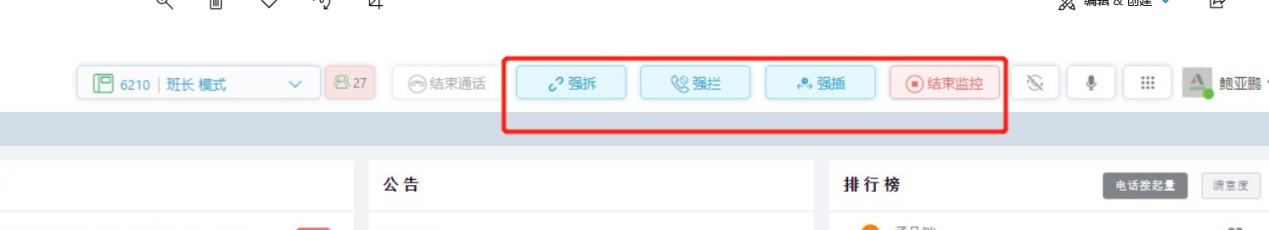 编辑 & 创建
6210 | 班长 模式
27
结束通话
强拆
强拦
强插
结束监控
鲍亚鹏
公告
排行榜
电话接起量
满意度